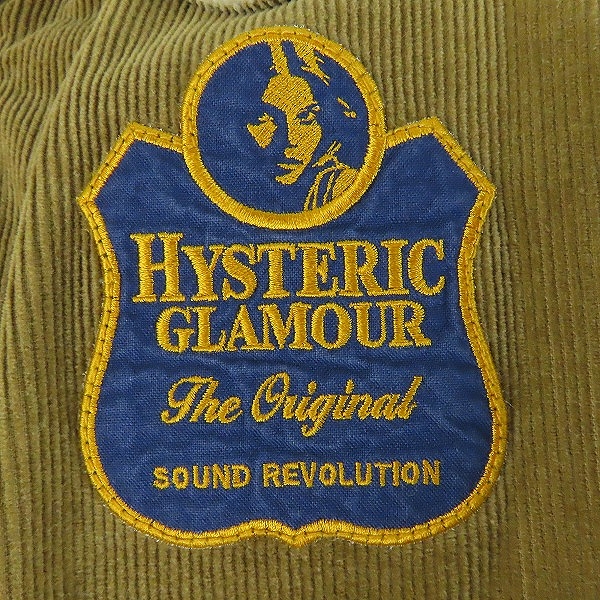 HYSTERIC
GLAMOUR
The Original
SOUND REVOLUTION